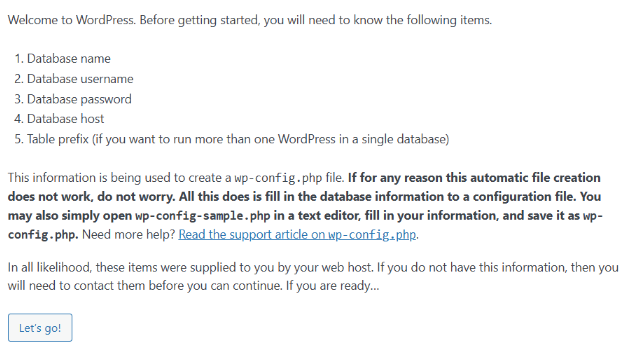 Welcome to WordPress. Before getting started, you will need to know the following items.
1. Database name
2. Database username
3. Database password
4. Database host
5. Table prefix (if you want to run more than one WordPress in a single database)
This information is being used to create a wp-config.php file. If for any reason this automatic file creation
does not work, do not worry. All this does is fill in the database information to a configuration file. You
may also simply open wp-config-sample.php in a text editor, fill in your information, and save it as wp-
config.php. Need more help? Read the support article on wp-config.php.
In all likelihood, these items were supplied to you by your web host. If you do not have this information, then you
will need to contact them before you can continue. If you are ready...
Let's go!